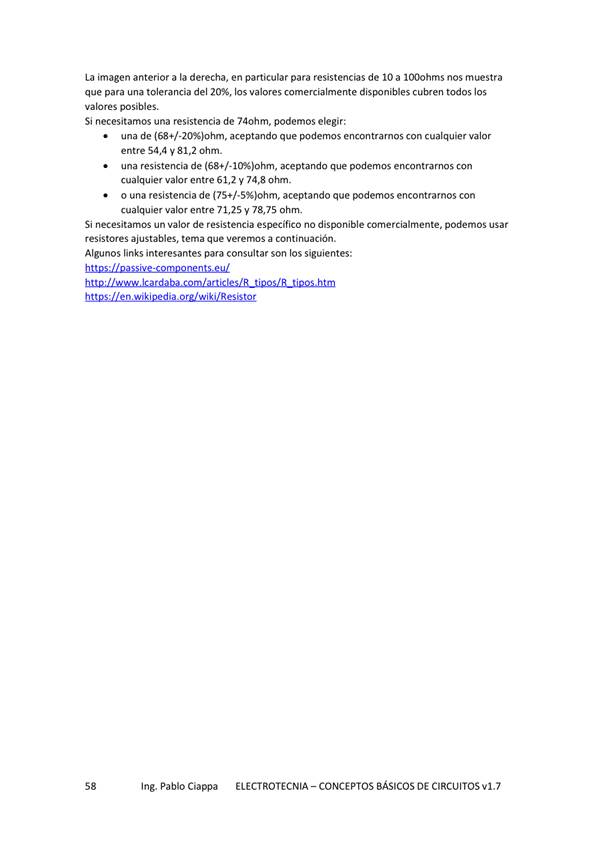 La imagen anterior a la derecha, en particular para resistencias de 10 a 100ohms nos muestra
que para una tolerancia del 20%, los valores comercialmente disponibles cubren todos los
valores posibles.
Si necesitamos una resistencia de 74ohm, podemos elegir:
• una de (68+/-20%)ohm, aceptando que podemos encontrarnos con cualquier valor
entre 54,4 y 81,2 ohm.
• una resistencia de (68+/-10%)ohm, aceptando que podemos encontrarnos con
cualquier valor entre 61,2 y 74,8 ohm.
• o una resistencia de (75+/-5%)ohm, aceptando que podemos encontrarnos con
cualquier valor entre 71,25 y 78,75 ohm.
Si necesitamos un valor de resistencia específico no disponible comercialmente, podemos usar
resistores ajustables, tema que veremos a continuación.
Algunos links interesantes para consultar son los siguientes:
https://passive-components.eu/
http://www.lcardaba.com/articles/R_tipos/R_tipos.htm
https://en.wikipedia.org/wiki/Resistor
58 Ing. Pablo Ciappa ELECTROTECNIA – CONCEPTOS BÁSICOS DE CIRCUITOS v1.7